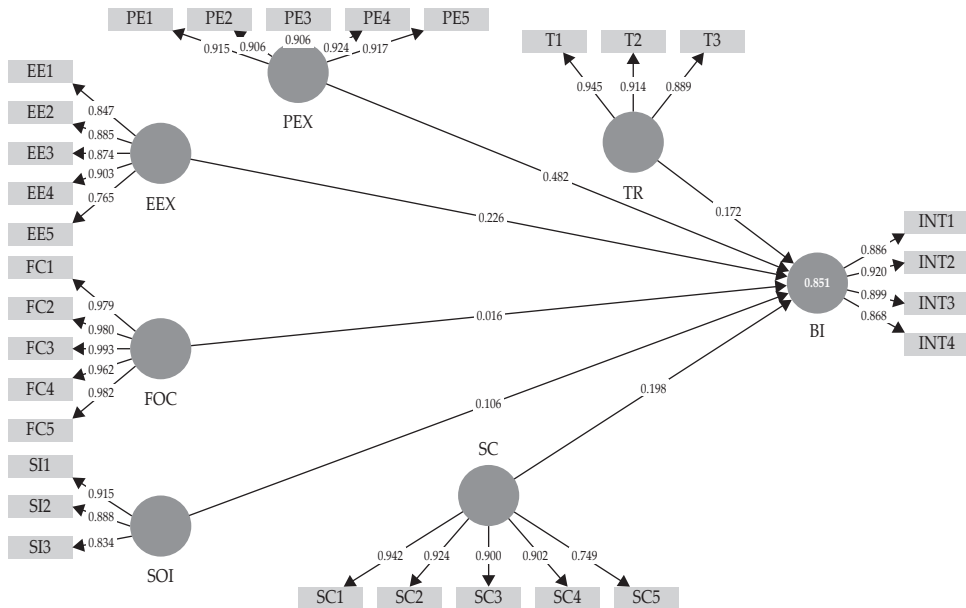 PE1 PE2 PE3 PE4 PE5
0.915 0.906 0.906 0.924 0.917
PEX
T1 T2 T3
0.945 0.914 0.889
TR
EE1
EE2
EE3
EE4
EE5
0.847
0.885
0.874
0.903
0.765
EEX
FC1
FC2
FC3
FC4
FC5
0.979
0.980
0.993
0.962
0.982
FOC
SI1
SI2
SI3
0.915
0.888
0.834
SOI
SC
0.942 0.924 0.900 0.902 0.749
SC1 SC2 SC3 SC4 SC5
0.482
0.172
0.226
0.016
0.106
0.198
0.851
BI
0.886
0.920
0.899
0.868
INT1
INT2
INT3
INT4